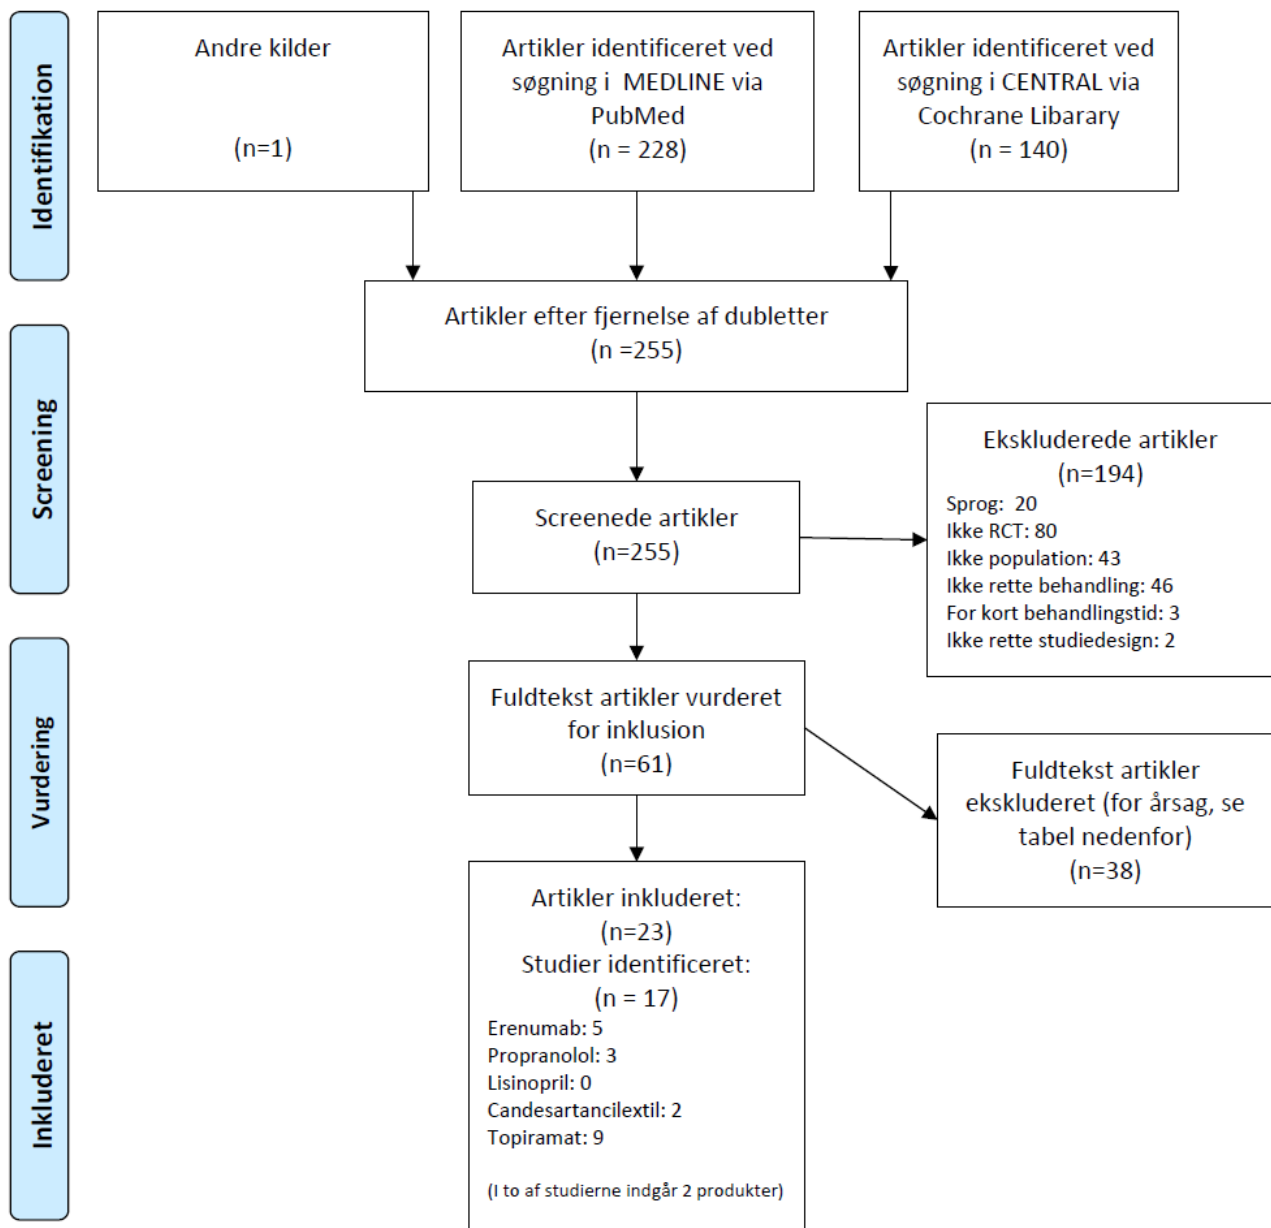 Identifikation
Andre kilder
(n=1)
Artikler identificeret ved
søgning i MEDLINE via
PubMed
(n = 228)
Artikler identificeret ved
søgning i CENTRAL via
Cochrane Libarary
(n = 140)
Artikler efter fjernelse af dubletter
(n =255)
Screening
Screenede artikler
(n=255)
Ekskluderede artikler
(n=194)
Sprog: 20
Ikke RCT: 80
Ikke population: 43
Ikke rette behandling: 46
For kort behandlingstid: 3
Ikke rette studiedesign: 2
Vurdering
Fuldtekst artikler vurderet
for inklusion
(n=61)
Fuldtekst artikler
ekskluderet (for årsag, se
tabel nedenfor)
(n=38)
Inkluderet
Artikler inkluderet:
(n=23)
Studier identificeret:
(n = 17)
Erenumab: 5
Propranolol: 3
Lisinopril: 0
Candesartancilextil: 2
Topiramat: 9
(I to af studierne indgår 2 produkter)